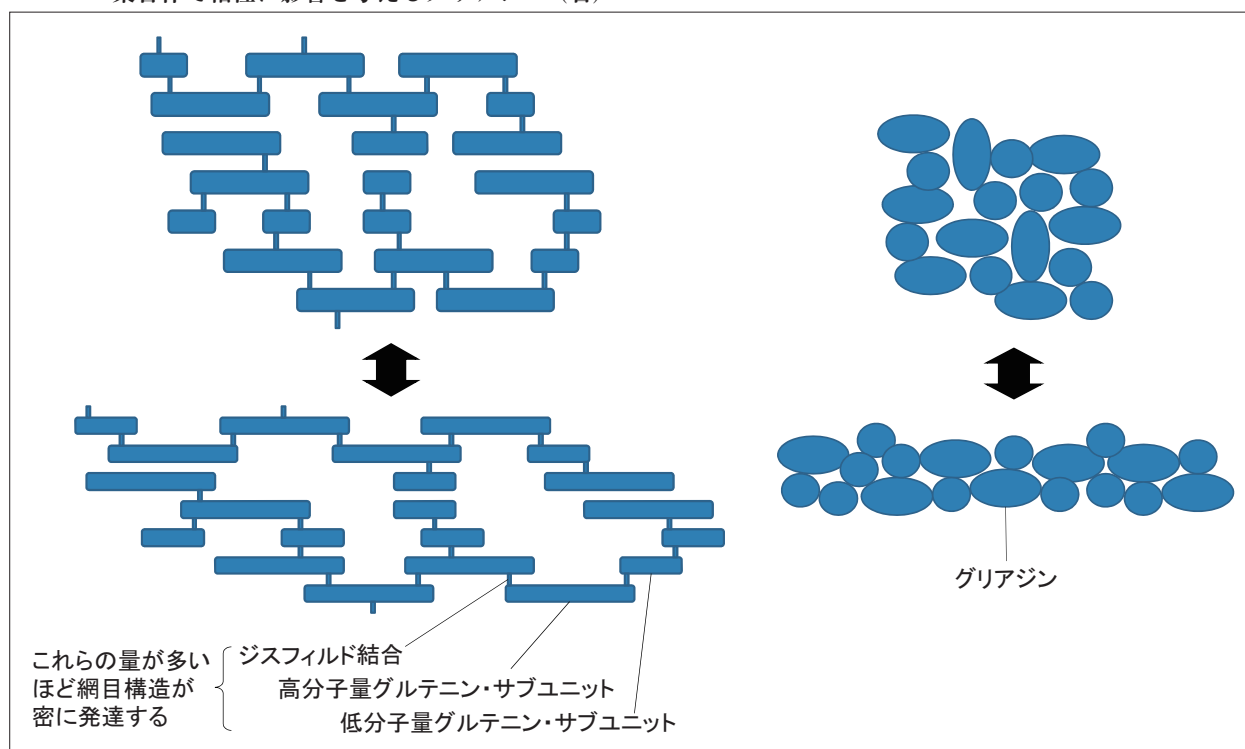 グリアジン
これらの量が多い
ほど網目構造が
密に発達する
ジスフィルド結合
高分子量グルテニン・サブユニット
低分子量グルテニン・サブユニット